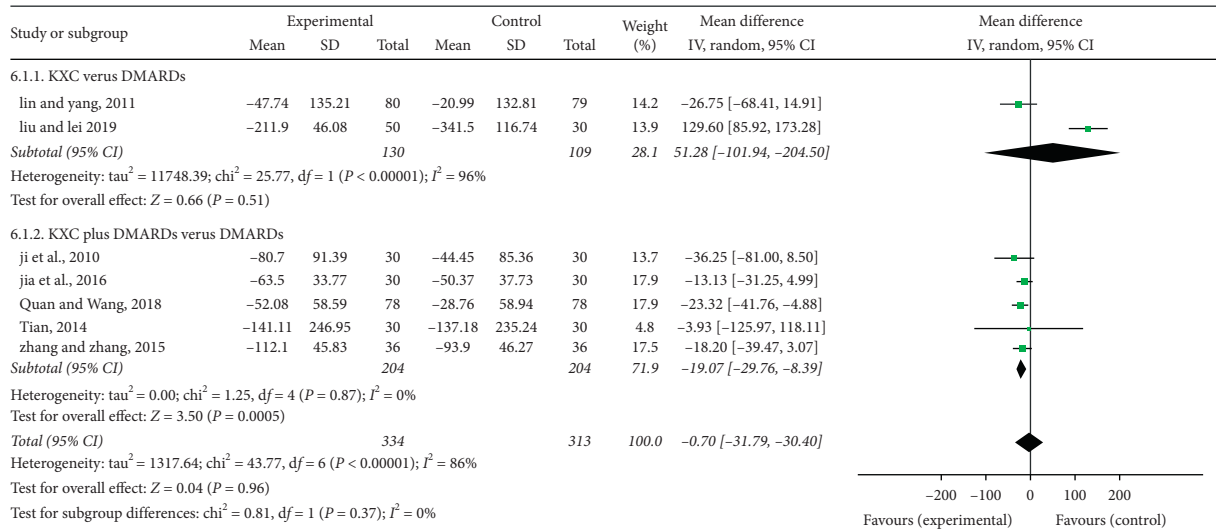 Study or subgroup Experimental Control Weight (%) Mean difference IV, random, 95% CI Mean difference IV, random, 95% CI
Mean SD Total Mean SD Total
6.1.1. KXC verus DMARDs
lin and yang, 2011 –47.74 135.21 80 –20.99 132.81 79 14.2 –26.75 [–68.41, 14.91]
liu and lei 2019 –211.9 46.08 50 –341.5 116.74 30 13.9 129.60 [85.92, 173.28]
Subtotal (95% CI) 130 109 28.1 51.28 [–101.94, –204.50]
Heterogeneity: tau² = 11748.39; chi² = 25.77, df = 1 (P < 0.00001); I² = 96%
Test for overall effect: Z = 0.66 (P = 0.51)
6.1.2. KXC plus DMARDs versus DMARDs
ji et al., 2010 –80.7 91.39 30 –44.45 85.36 30 13.7 –36.25 [–81.00, 8.50]
jia et al., 2016 –63.5 33.77 30 –50.37 37.73 30 17.9 –13.13 [–31.25, 4.99]
Quan and Wang, 2018 –52.08 58.59 78 –28.76 58.94 78 17.9 –23.32 [–41.76, –4.88]
Tian, 2014 –141.11 246.95 30 –137.18 235.24 30 4.8 –3.93 [–125.97, 118.11]
zhang and zhang, 2015 –112.1 45.83 36 –93.9 46.27 36 17.5 –18.20 [–39.47, 3.07]
Subtotal (95% CI) 204 204 71.9 –19.07 [–29.76, –8.39]
Heterogeneity: tau² = 0.00; chi² = 1.25, df = 4 (P = 0.87); I² = 0%
Test for overall effect: Z = 3.50 (P = 0.0005)
Total (95% CI) 334 313 100.0 –0.70 [–31.79, –30.40]
Heterogeneity: tau² = 1317.64; chi² = 43.77, df = 6 (P < 0.00001); I² = 86%
Test for overall effect: Z = 0.04 (P = 0.96)
Test for subgroup differences: chi² = 0.81, df = 1 (P = 0.37); I² = 0%
–200 –100 0 100 200
Favours (experimental) Favours (control)